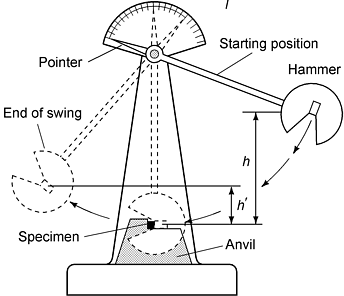 l
Pointer
Starting position
Hammer
End of swing
h
h'
Specimen
Anvil